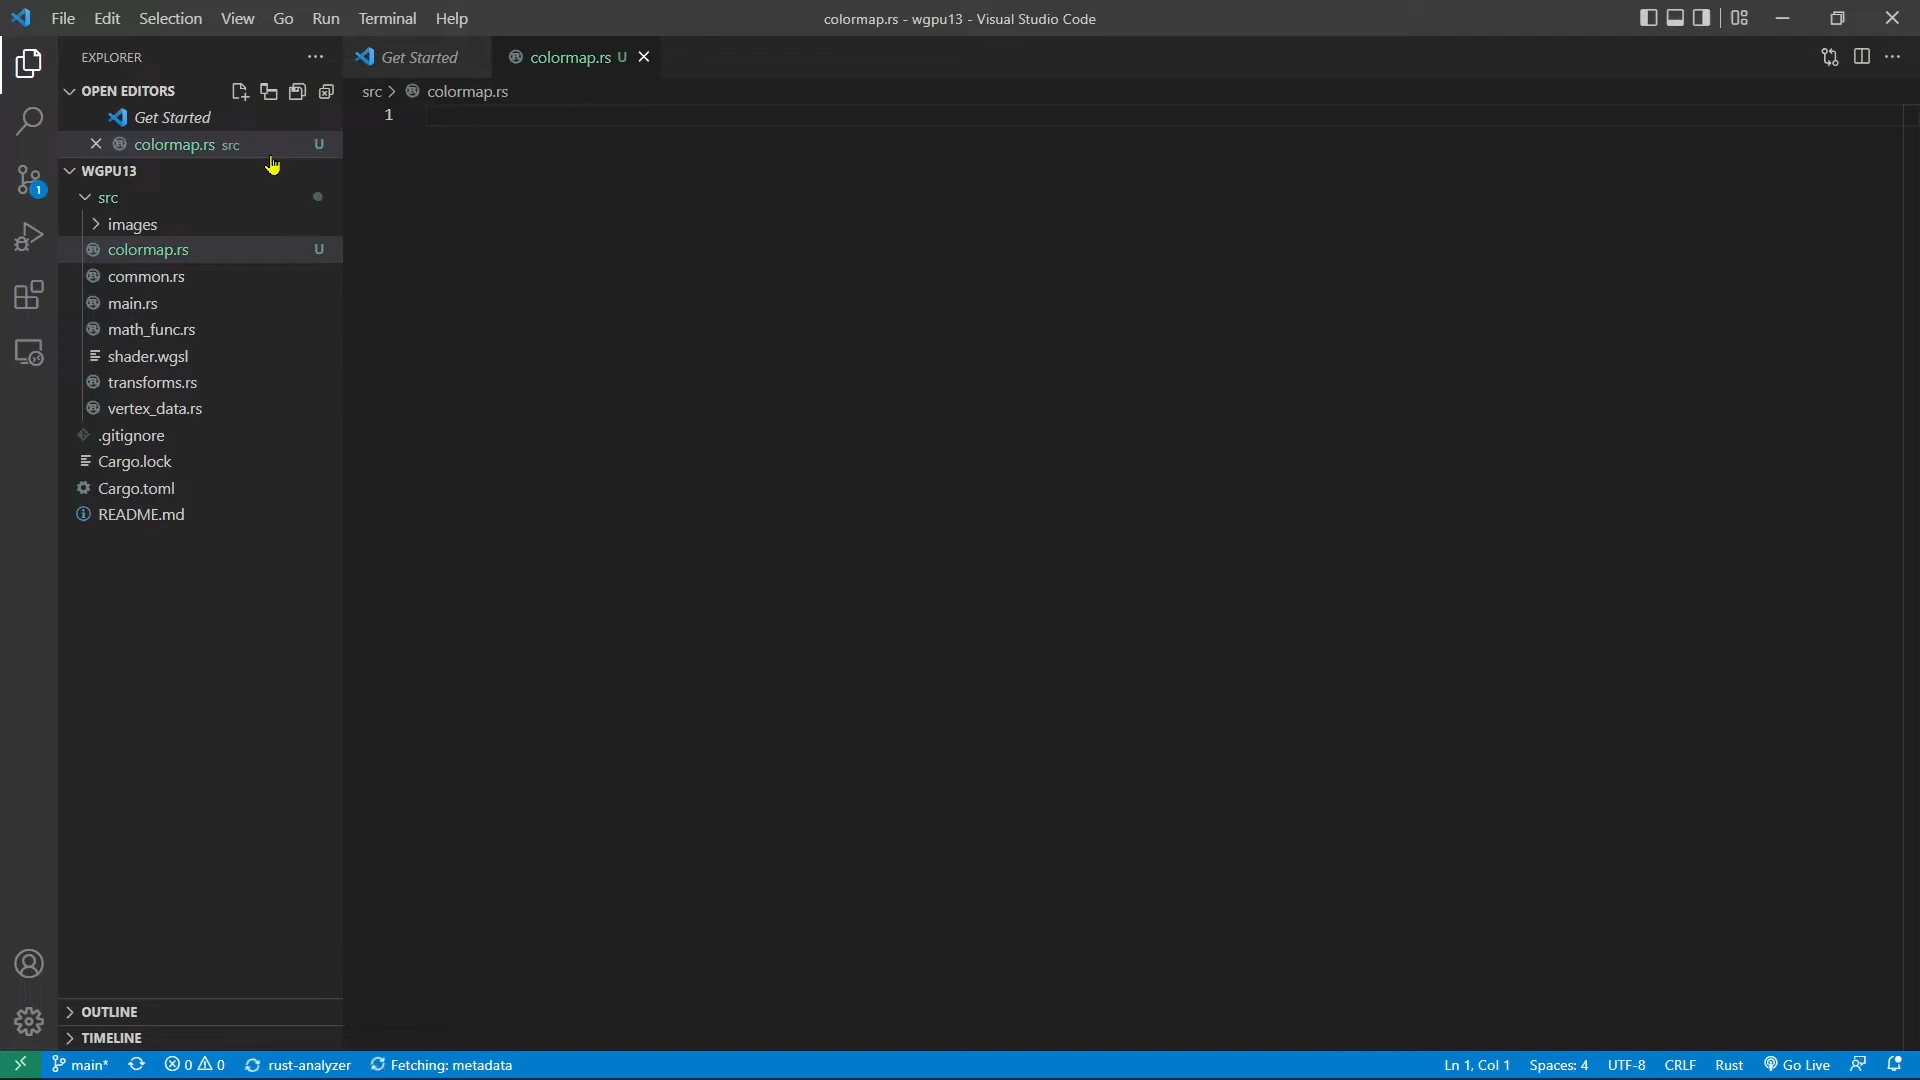 File Edit Selection View Go Run Terminal Help
colormap.rs - wgpu13 - Visual Studio Code
EXPLORER
Get Started
colormap.rs U
OPEN EDITORS
src > colormap.rs
Get Started
1
colormap.rs src U
WGPU13
1
src
images
colormap.rs U
common.rs
main.rs
math_func.rs
shader.wgsl
transforms.rs
vertex_data.rs
.gitignore
Cargo.lock
Cargo.toml
README.md
OUTLINE
TIMELINE
main* 0 0 rust-analyzer Fetching: metadata Ln 1, Col 1 Spaces: 4 UTF-8 CRLF Rust Go Live